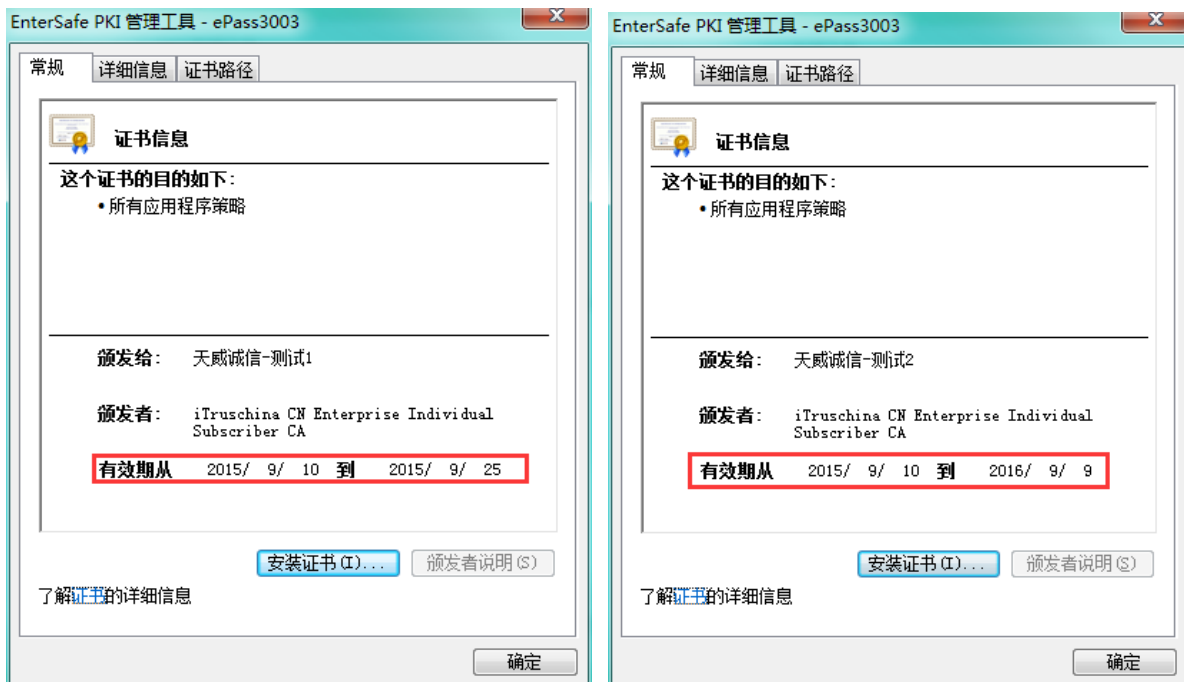 EnterSafe PKI 管理工具 - ePass3003
常规 详细信息 证书路径
证书信息
这个证书的目的如下:
•所有应用程序策略
颁发给: 天威诚信-测试1
颁发者: iTruschina CN Enterprise Individual
Subscriber CA
有效期从 2015/ 9/ 10 到 2015/ 9/ 25
安装证书(I)... 颁发者说明(S)
了解证书的详细信息
确定
EnterSafe PKI 管理工具 - ePass3003
常规 详细信息 证书路径
证书信息
这个证书的目的如下:
•所有应用程序策略
颁发给: 天威诚信-测试2
颁发者: iTruschina CN Enterprise Individual
Subscriber CA
有效期从 2015/ 9/ 10 到 2016/ 9/ 9
安装证书(I)... 颁发者说明(S)
了解证书的详细信息
确定